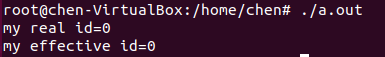 root@chen-VirtualBox:/home/chen# ./a.out
my real id=0
my effective id=0